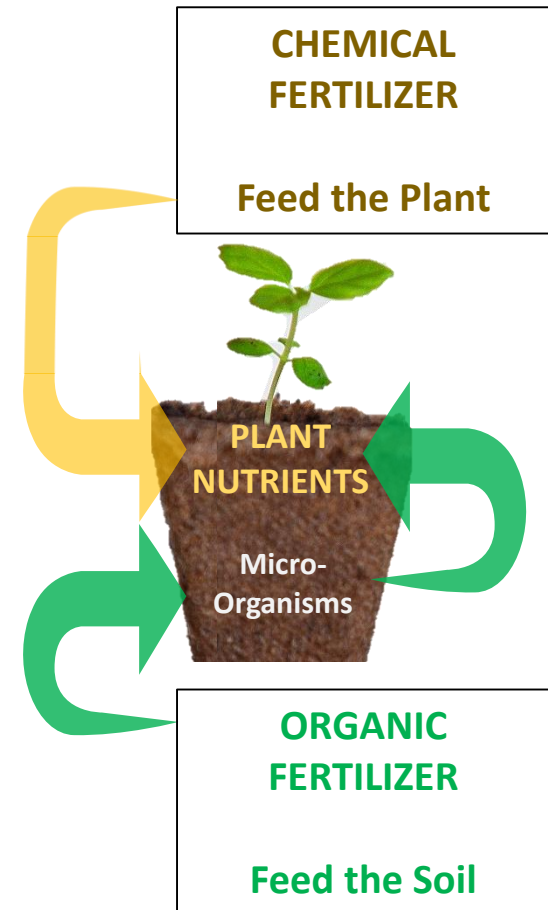 CHEMICAL
FERTILIZER
Feed the Plant
PLANT
NUTRIENTS
Micro-
Organisms
ORGANIC
FERTILIZER
Feed the Soil